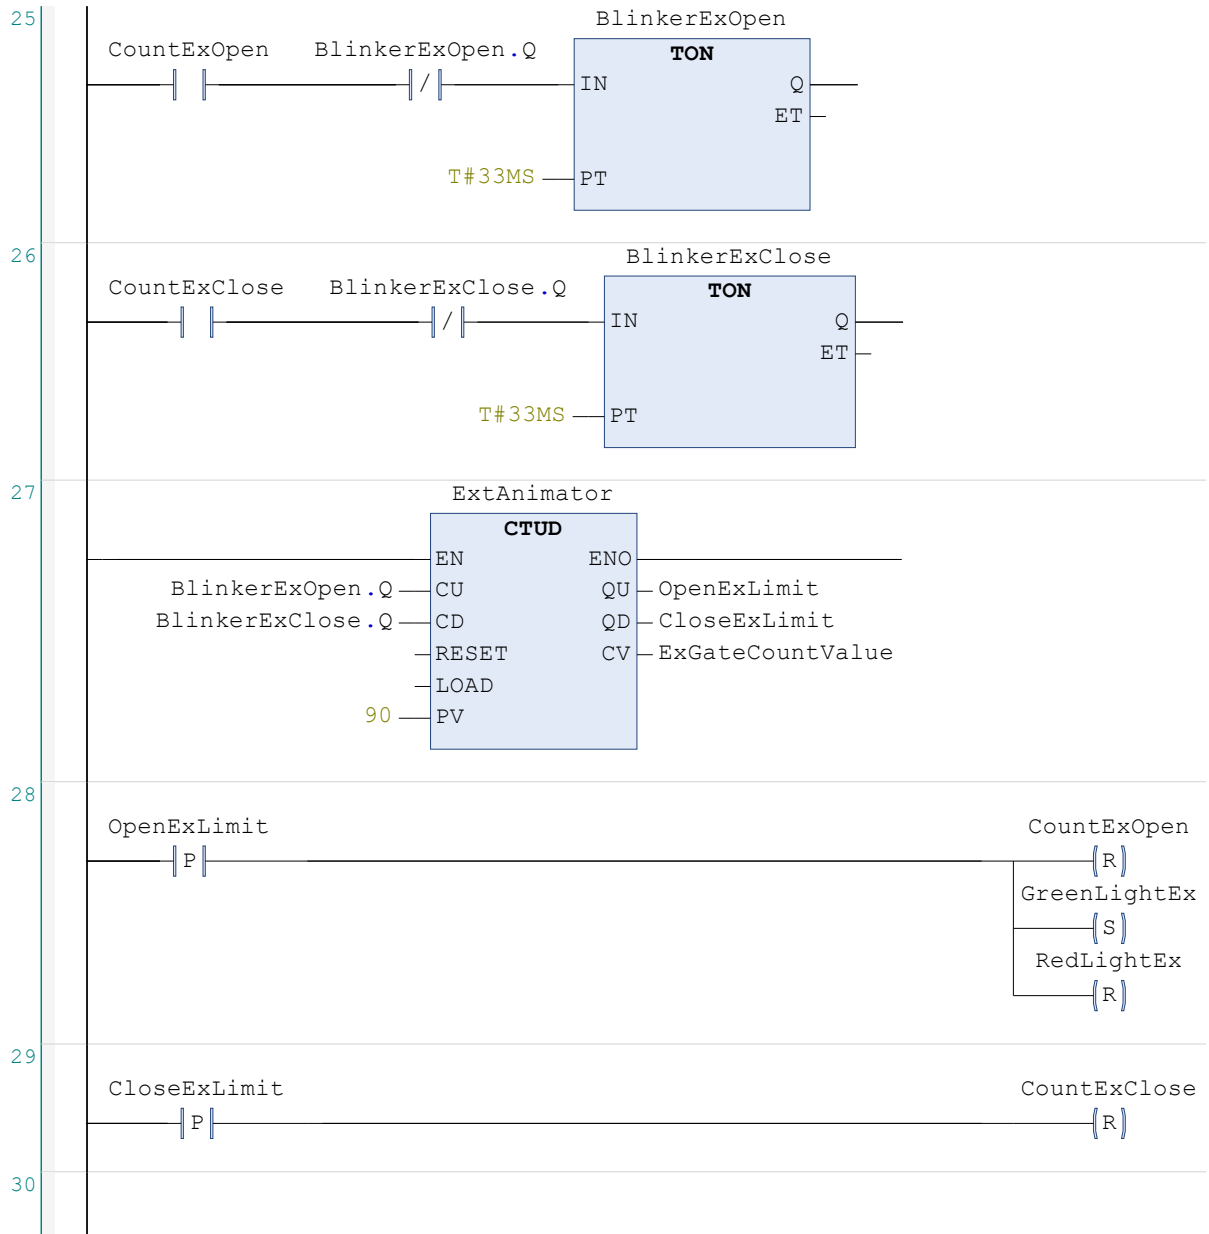 25
BlinkerExOpen
CountExOpen BlinkerExOpen.Q
TON
/
IN Q
ET
T#33MS PT
26
BlinkerExClose
CountExClose BlinkerExClose.Q
TON
/
IN Q
ET
T#33MS PT
27
ExtAnimator
CTUD
EN ENO
BlinkerExOpen.Q CU QU OpenExLimit
BlinkerExClose.Q CD QD CloseExLimit
RESET CV ExGateCountValue
LOAD
90 PV
28
OpenExLimit CountExOpen
P R
GreenLightEx
S
RedLightEx
R
29
CloseExLimit CountExClose
P R
30